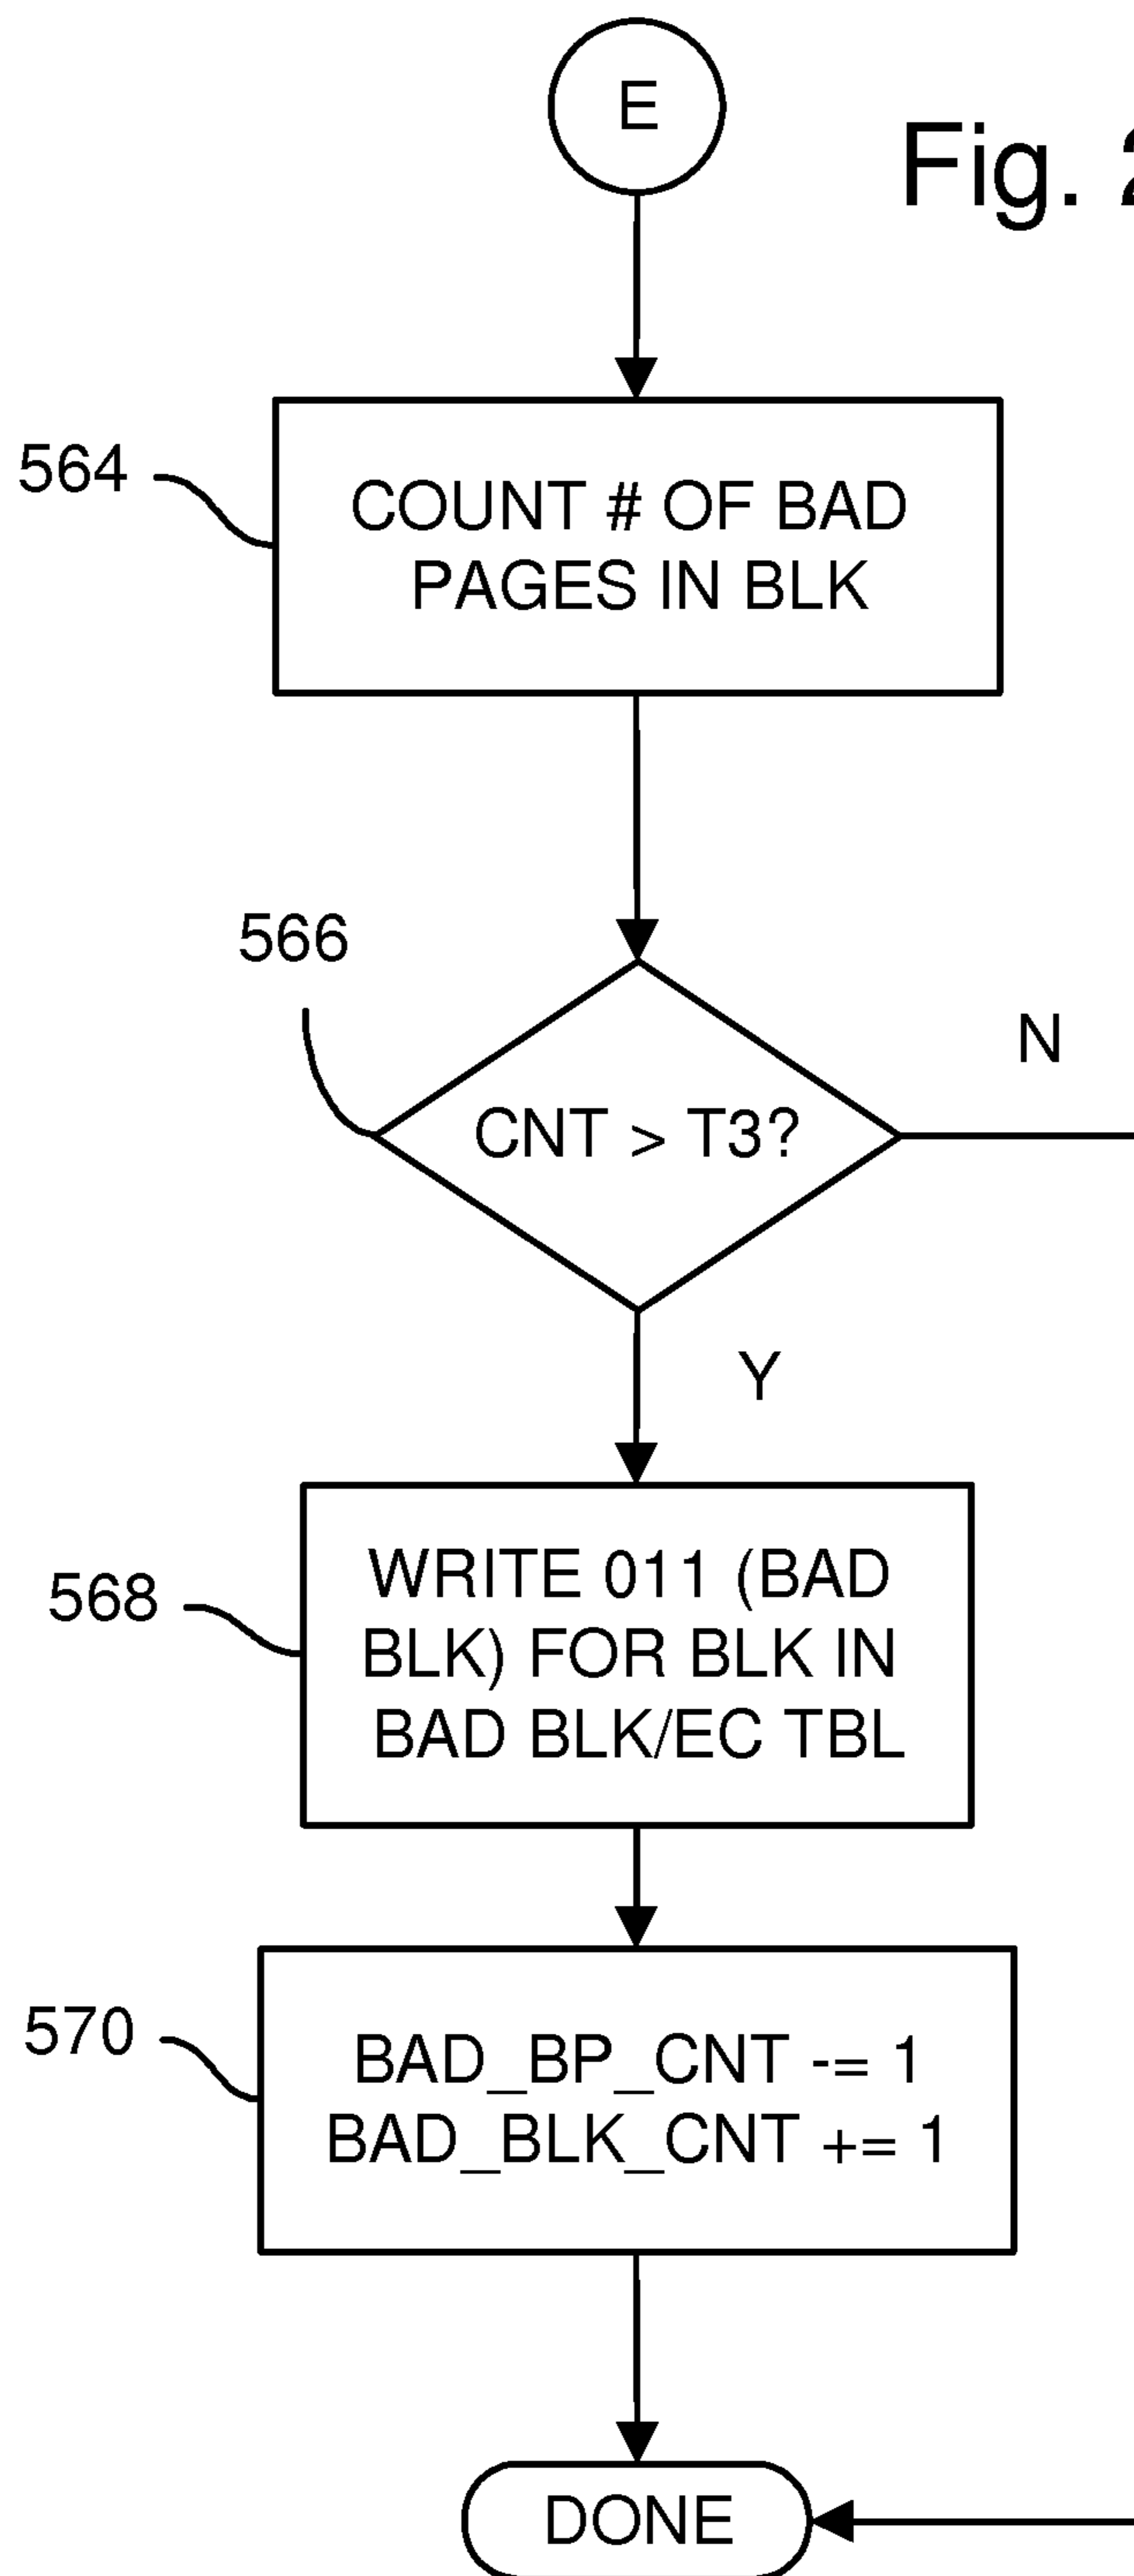 E
Fig. 2
564
COUNT # OF BAD
PAGES IN BLK
566
N
CNT > T3?
Y
568
WRITE 011 (BAD
BLK) FOR BLK IN
BAD BLK/EC TBL
570
BAD_BP_CNT -= 1
BAD_BLK_CNT += 1
DONE